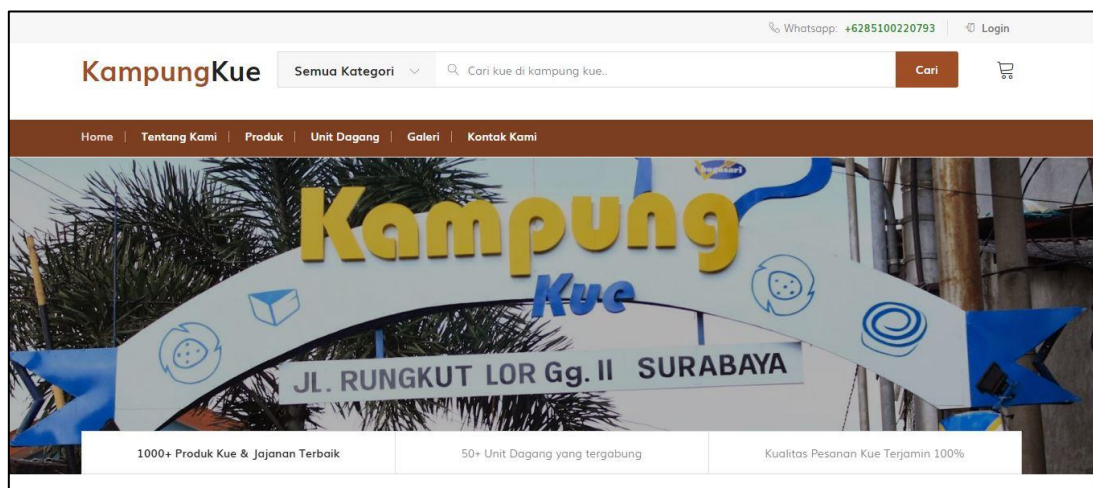 Whatsapp: +6285100220793 Login
KampungKue Semua Kategori Cari kue di kampung kue.. Cari
Home Tentang Kami Produk Unit Dagang Galeri Kontak Kami
bogasari
Kampung
Kue
JL. RUNGKUT LOR Gg. II SURABAYA
1000+ Produk Kue & Jajanan Terbaik 50+ Unit Dagang yang tergabung Kualitas Pesanan Kue Terjamin 100%